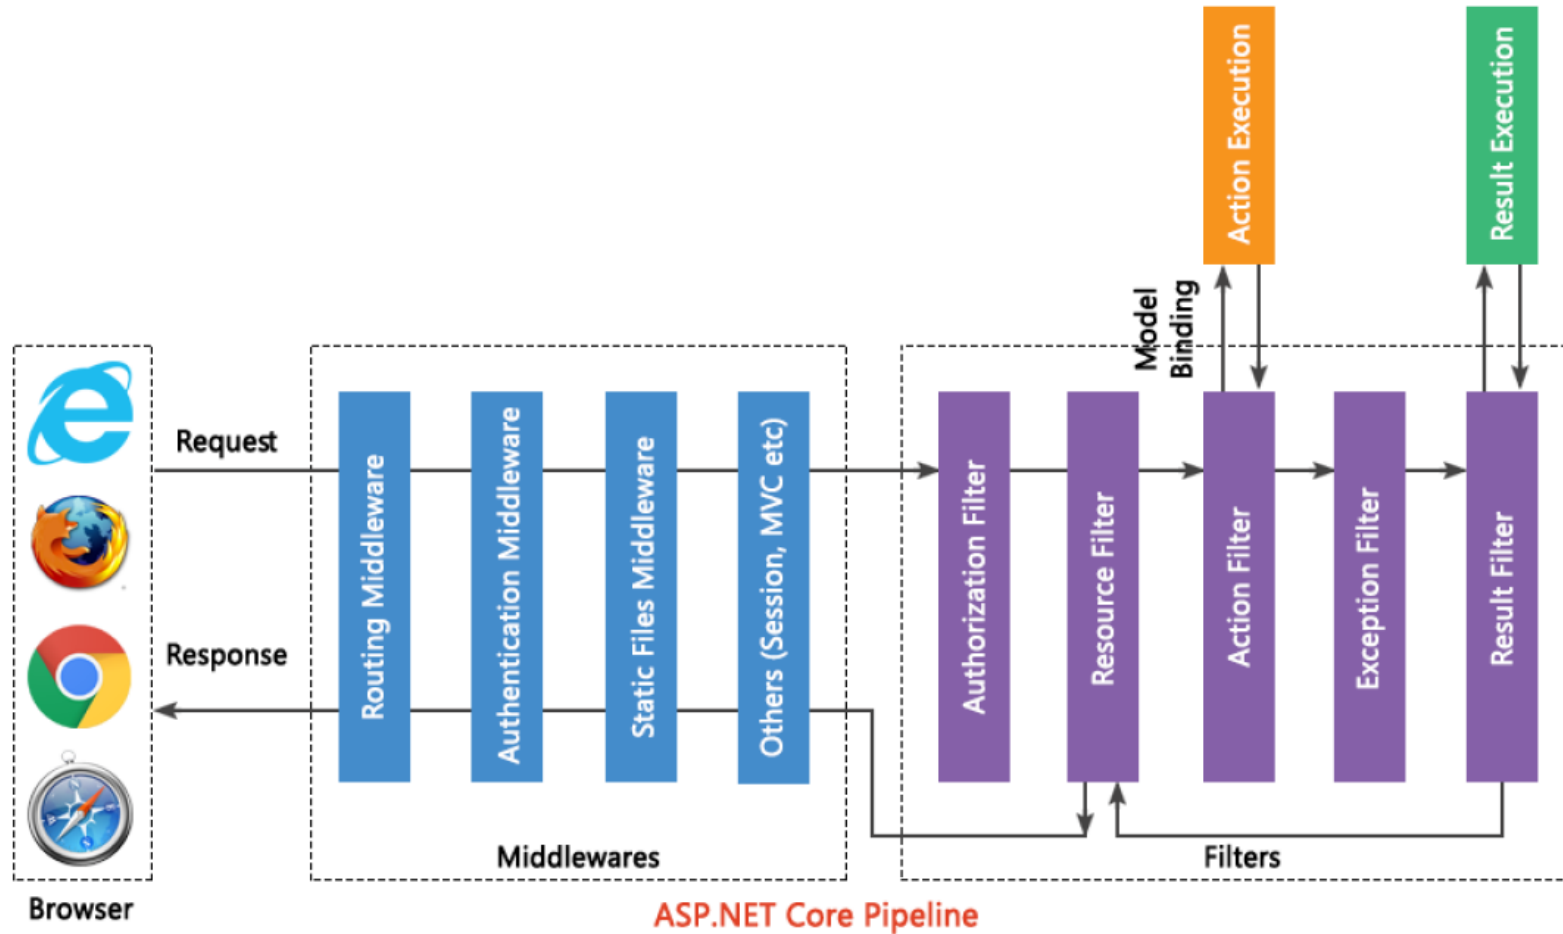 Action Execution
Result Execution
Model
Binding
Request
Response
Routing Middleware
Authentication Middleware
Static Files Middleware
Others (Session, MVC etc)
Authorization Filter
Resource Filter
Action Filter
Exception Filter
Result Filter
Middlewares
Filters
Browser
ASP.NET Core Pipeline